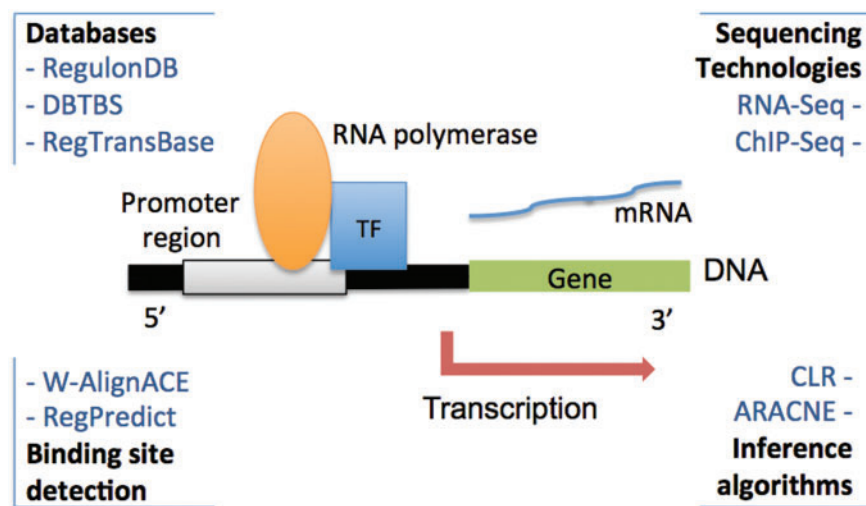 Databases
- RegulonDB
- DBTBS
- RegTransBase
Sequencing
Technologies
RNA-Seq -
ChIP-Seq -
RNA polymerase
Promoter
region
TF
mRNA
Gene
DNA
5’
3’
Transcription
- W-AlignACE
- RegPredict
Binding site
detection
CLR -
ARACNE -
Inference
algorithms